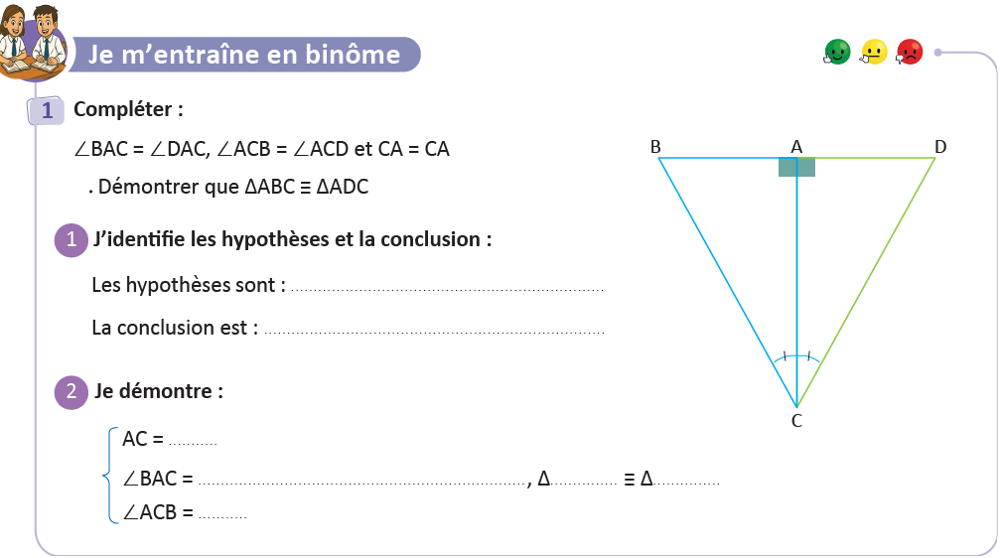 Je m’entraîne en binôme
1 Compléter :
∠BAC = ∠DAC, ∠ACB = ∠ACD et CA = CA
. Démontrer que ΔABC ≡ ΔADC
1 J’identifie les hypothèses et la conclusion :
Les hypothèses sont : ..........................................................................
La conclusion est : ................................................................................
2 Je démontre :
AC = ...........
∠BAC = ............................................................................, Δ............... ≡ Δ...............
∠ACB = ...........
B A D
C